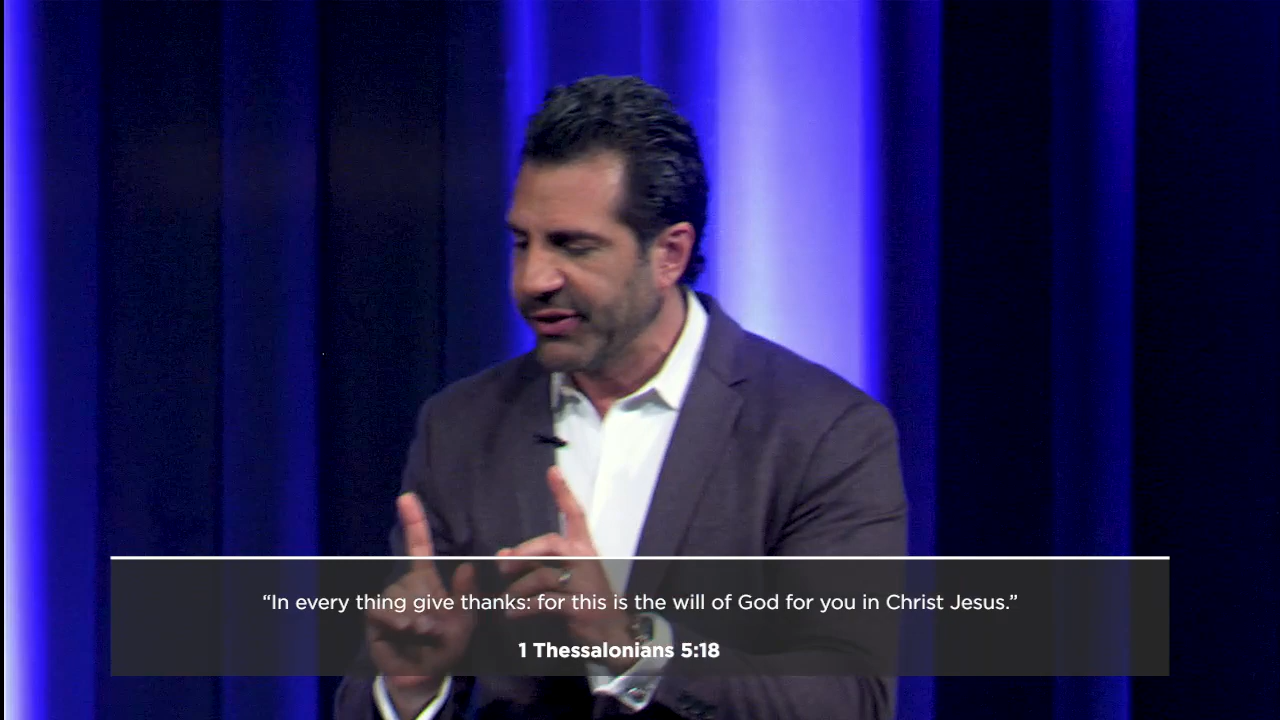 “In every thing give thanks: for this is the will of God for you in Christ Jesus.”
1 Thessalonians 5:18